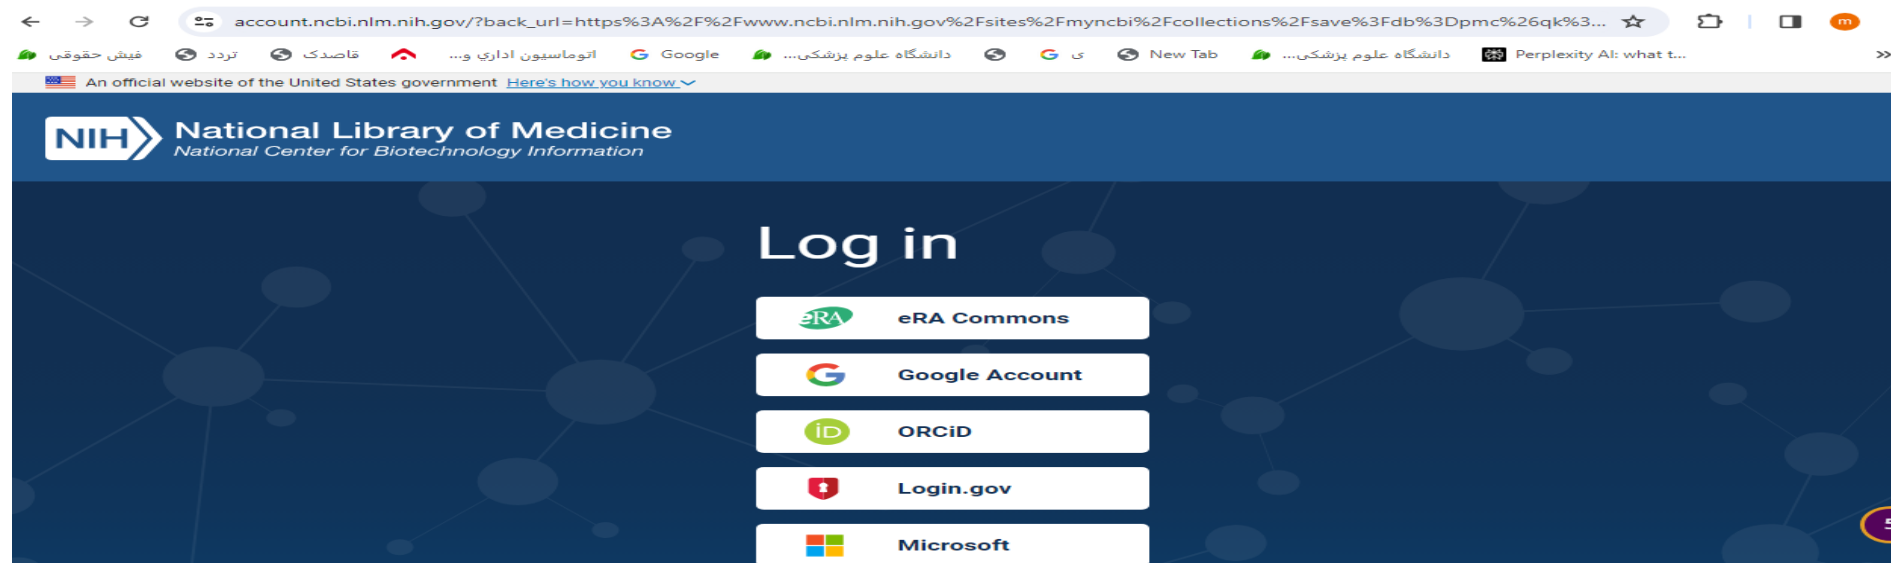 account.ncbi.nlm.nih.gov/?back_url=https%3A%2F%2Fwww.ncbi.nlm.nih.gov%2Fsites%2Fmyncbi%2Fcollections%2Fsave%3Fdb%3Dpmc%26qk%3... m
فیش حقوقی تردد قاصدک اتوماسیون اداري و... Google دانشگاه علوم پزشکی... ی New Tab دانشگاه علوم پزشکی... Perplexity AI: what t... »
An official website of the United States government Here's how you know
NIH National Library of Medicine
National Center for Biotechnology Information
Log in
eRA eRA Commons
Google Account
iD ORCiD
Login.gov
5
Microsoft